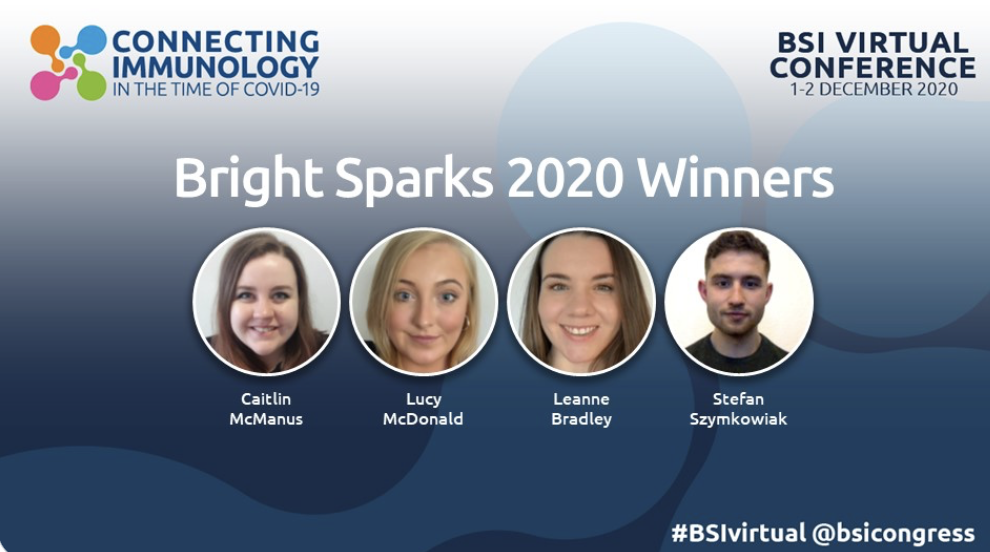 CONNECTING
IMMUNOLOGY
IN THE TIME OF COVID-19
BSI VIRTUAL
CONFERENCE
1-2 DECEMBER 2020
Bright Sparks 2020 Winners
Caitlin
McManus
Lucy
McDonald
Leanne
Bradley
Stefan
Szymkowiak
#BSIvirtual @bsicongress